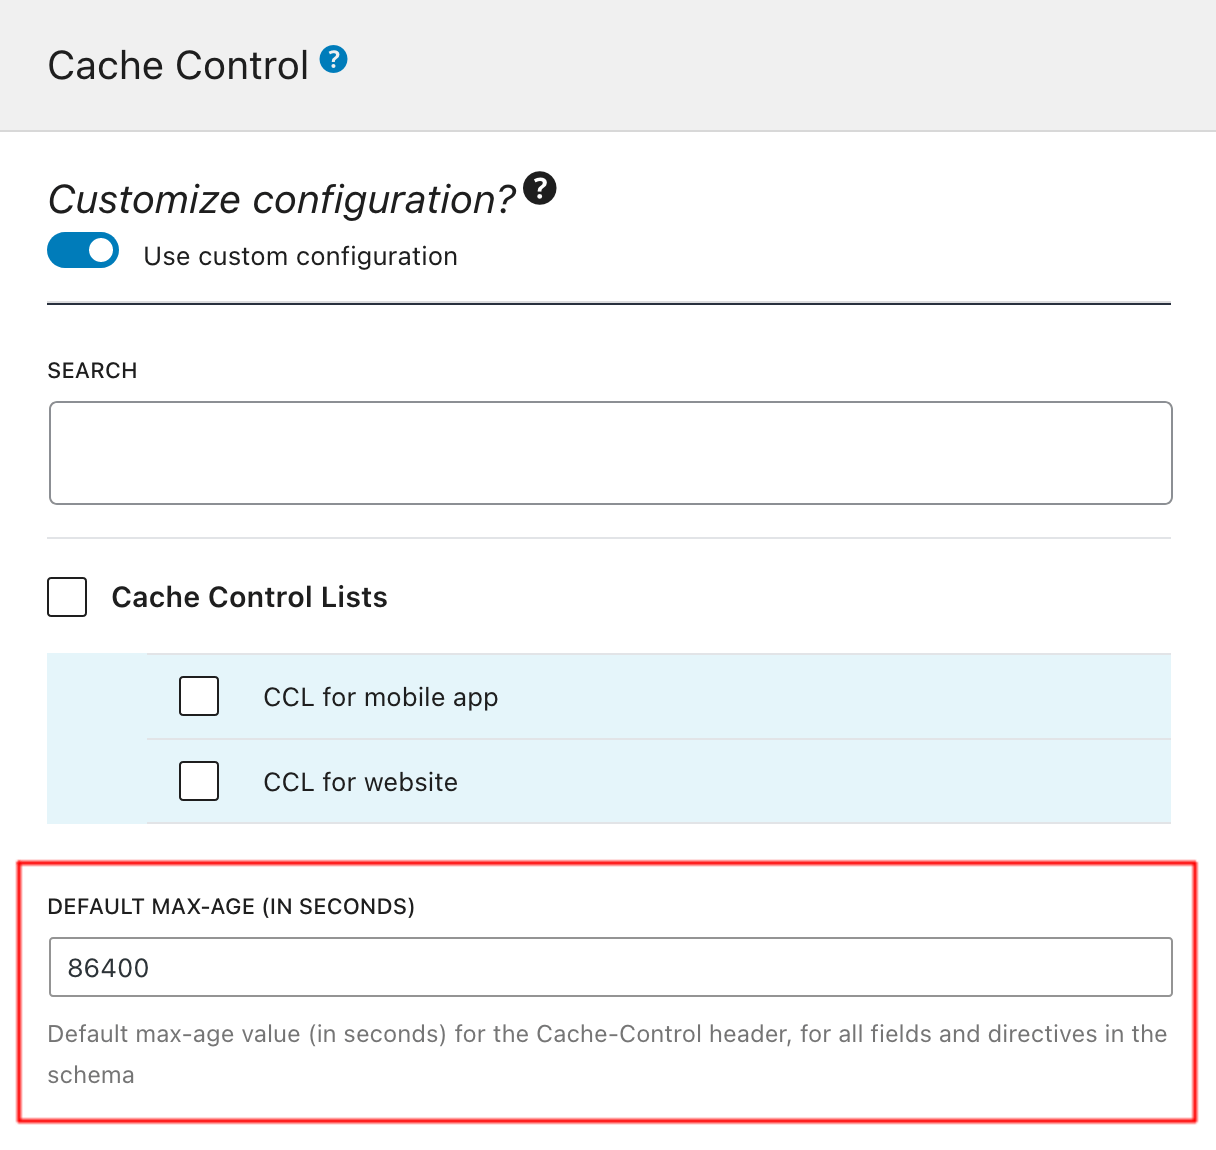 Cache Control ?
Customize configuration? ?
Use custom configuration
SEARCH
Cache Control Lists
CCL for mobile app
CCL for website
DEFAULT MAX-AGE (IN SECONDS)
86400
Default max-age value (in seconds) for the Cache-Control header, for all fields and directives in the
schema